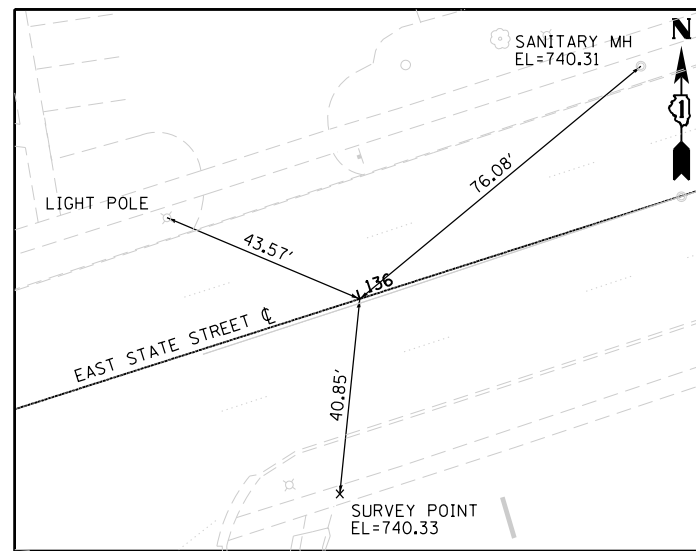 SANITARY MH
EL=740.31
N
1
76.08'
LIGHT POLE
43.57'
136
EAST STATE STREET ℄
40.85'
SURVEY POINT
EL=740.33